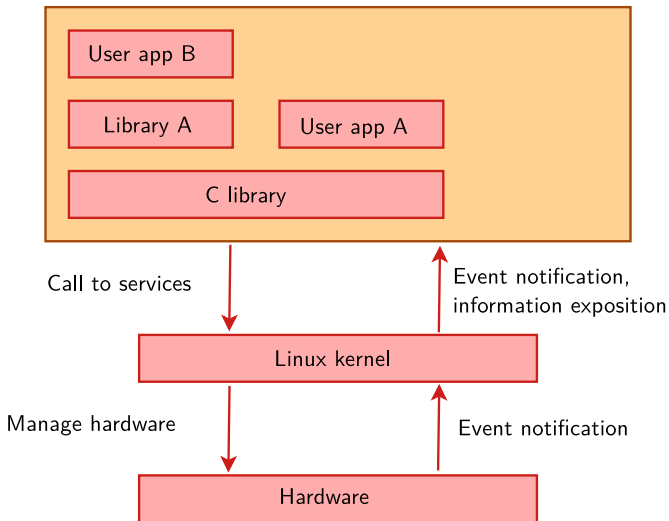 User app B
Library A
User app A
C library
Call to services
Event notification,
information exposition
Linux kernel
Manage hardware
Event notification
Hardware